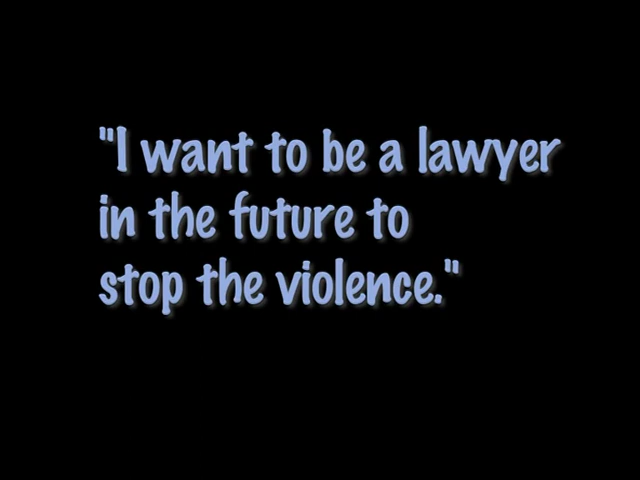 "I want to be a lawyer
in the future to
stop the violence."